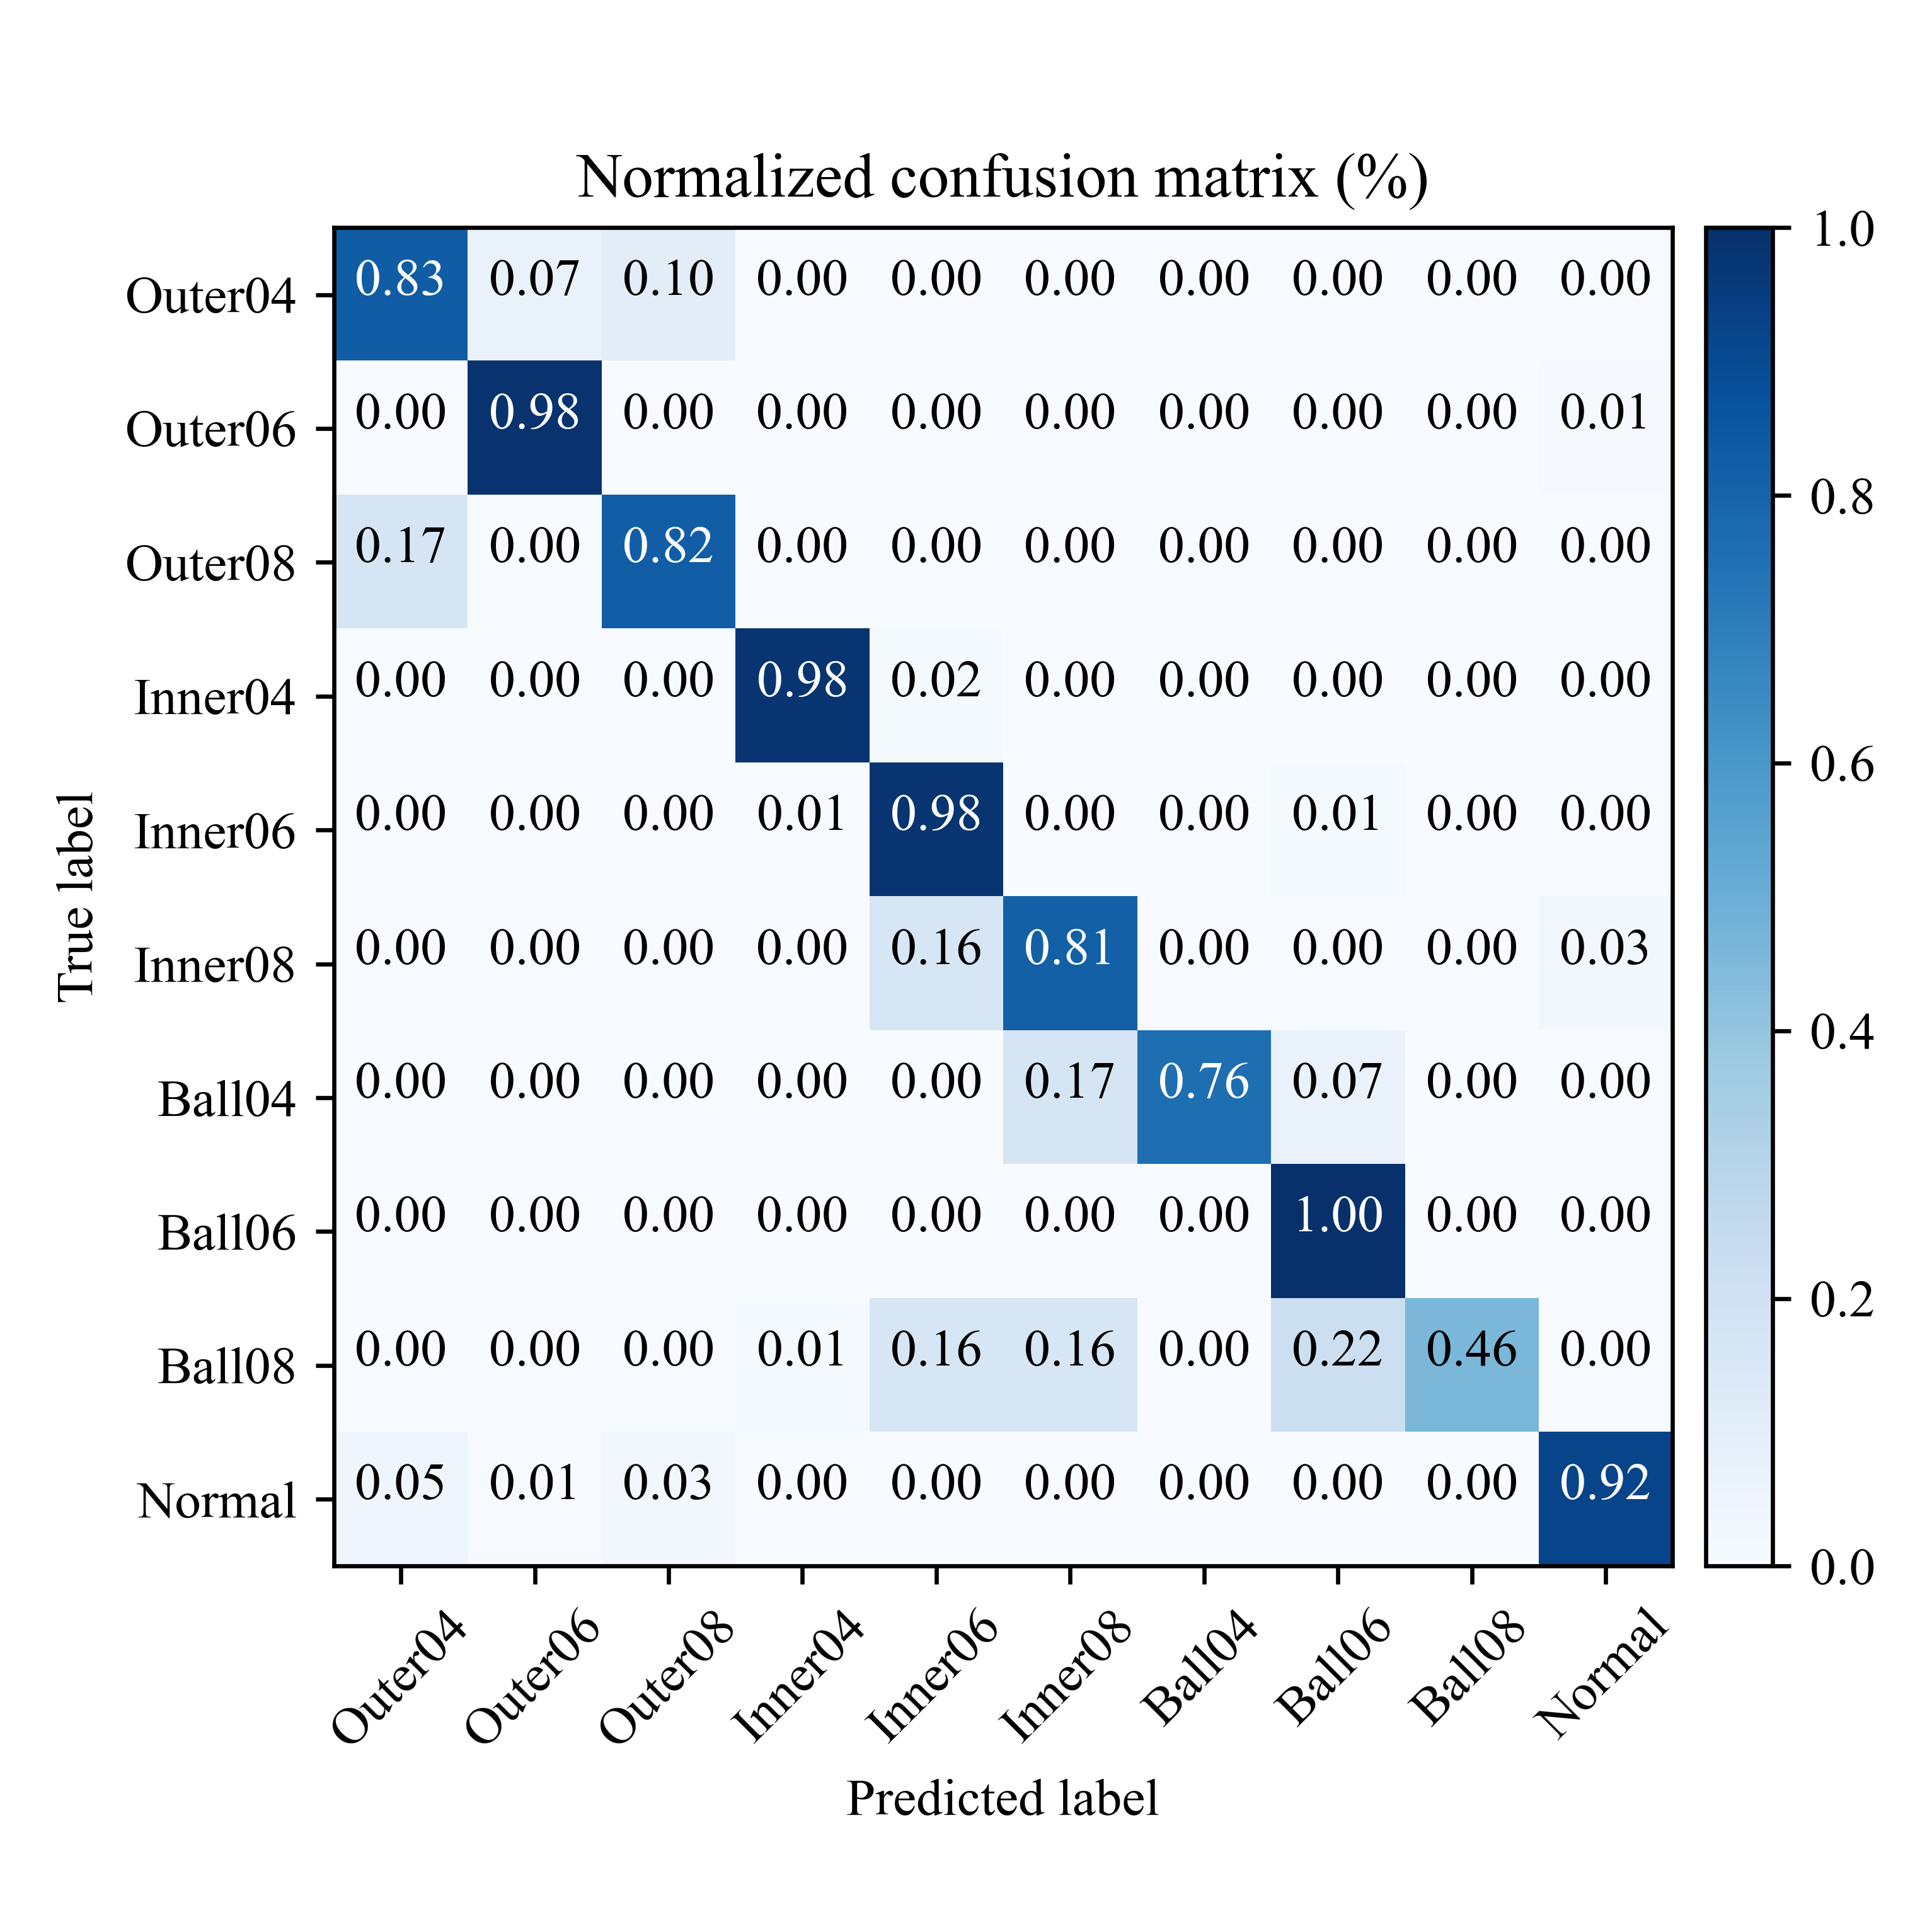 Normalized confusion matrix (%)
Outer04 0.83 0.07 0.10 0.00 0.00 0.00 0.00 0.00 0.00 0.00
Outer06 0.00 0.98 0.00 0.00 0.00 0.00 0.00 0.00 0.00 0.01
Outer08 0.17 0.00 0.82 0.00 0.00 0.00 0.00 0.00 0.00 0.00
Inner04 0.00 0.00 0.00 0.98 0.02 0.00 0.00 0.00 0.00 0.00
Inner06 0.00 0.00 0.00 0.01 0.98 0.00 0.00 0.01 0.00 0.00
Inner08 0.00 0.00 0.00 0.00 0.16 0.81 0.00 0.00 0.00 0.03
Ball04 0.00 0.00 0.00 0.00 0.00 0.17 0.76 0.07 0.00 0.00
Ball06 0.00 0.00 0.00 0.00 0.00 0.00 0.00 1.00 0.00 0.00
Ball08 0.00 0.00 0.00 0.01 0.16 0.16 0.00 0.22 0.46 0.00
Normal 0.05 0.01 0.03 0.00 0.00 0.00 0.00 0.00 0.00 0.92
True label
Outer04 Outer06 Outer08 Inner04 Inner06 Inner08 Ball04 Ball06 Ball08 Normal
Predicted label
1.0
0.8
0.6
0.4
0.2
0.0